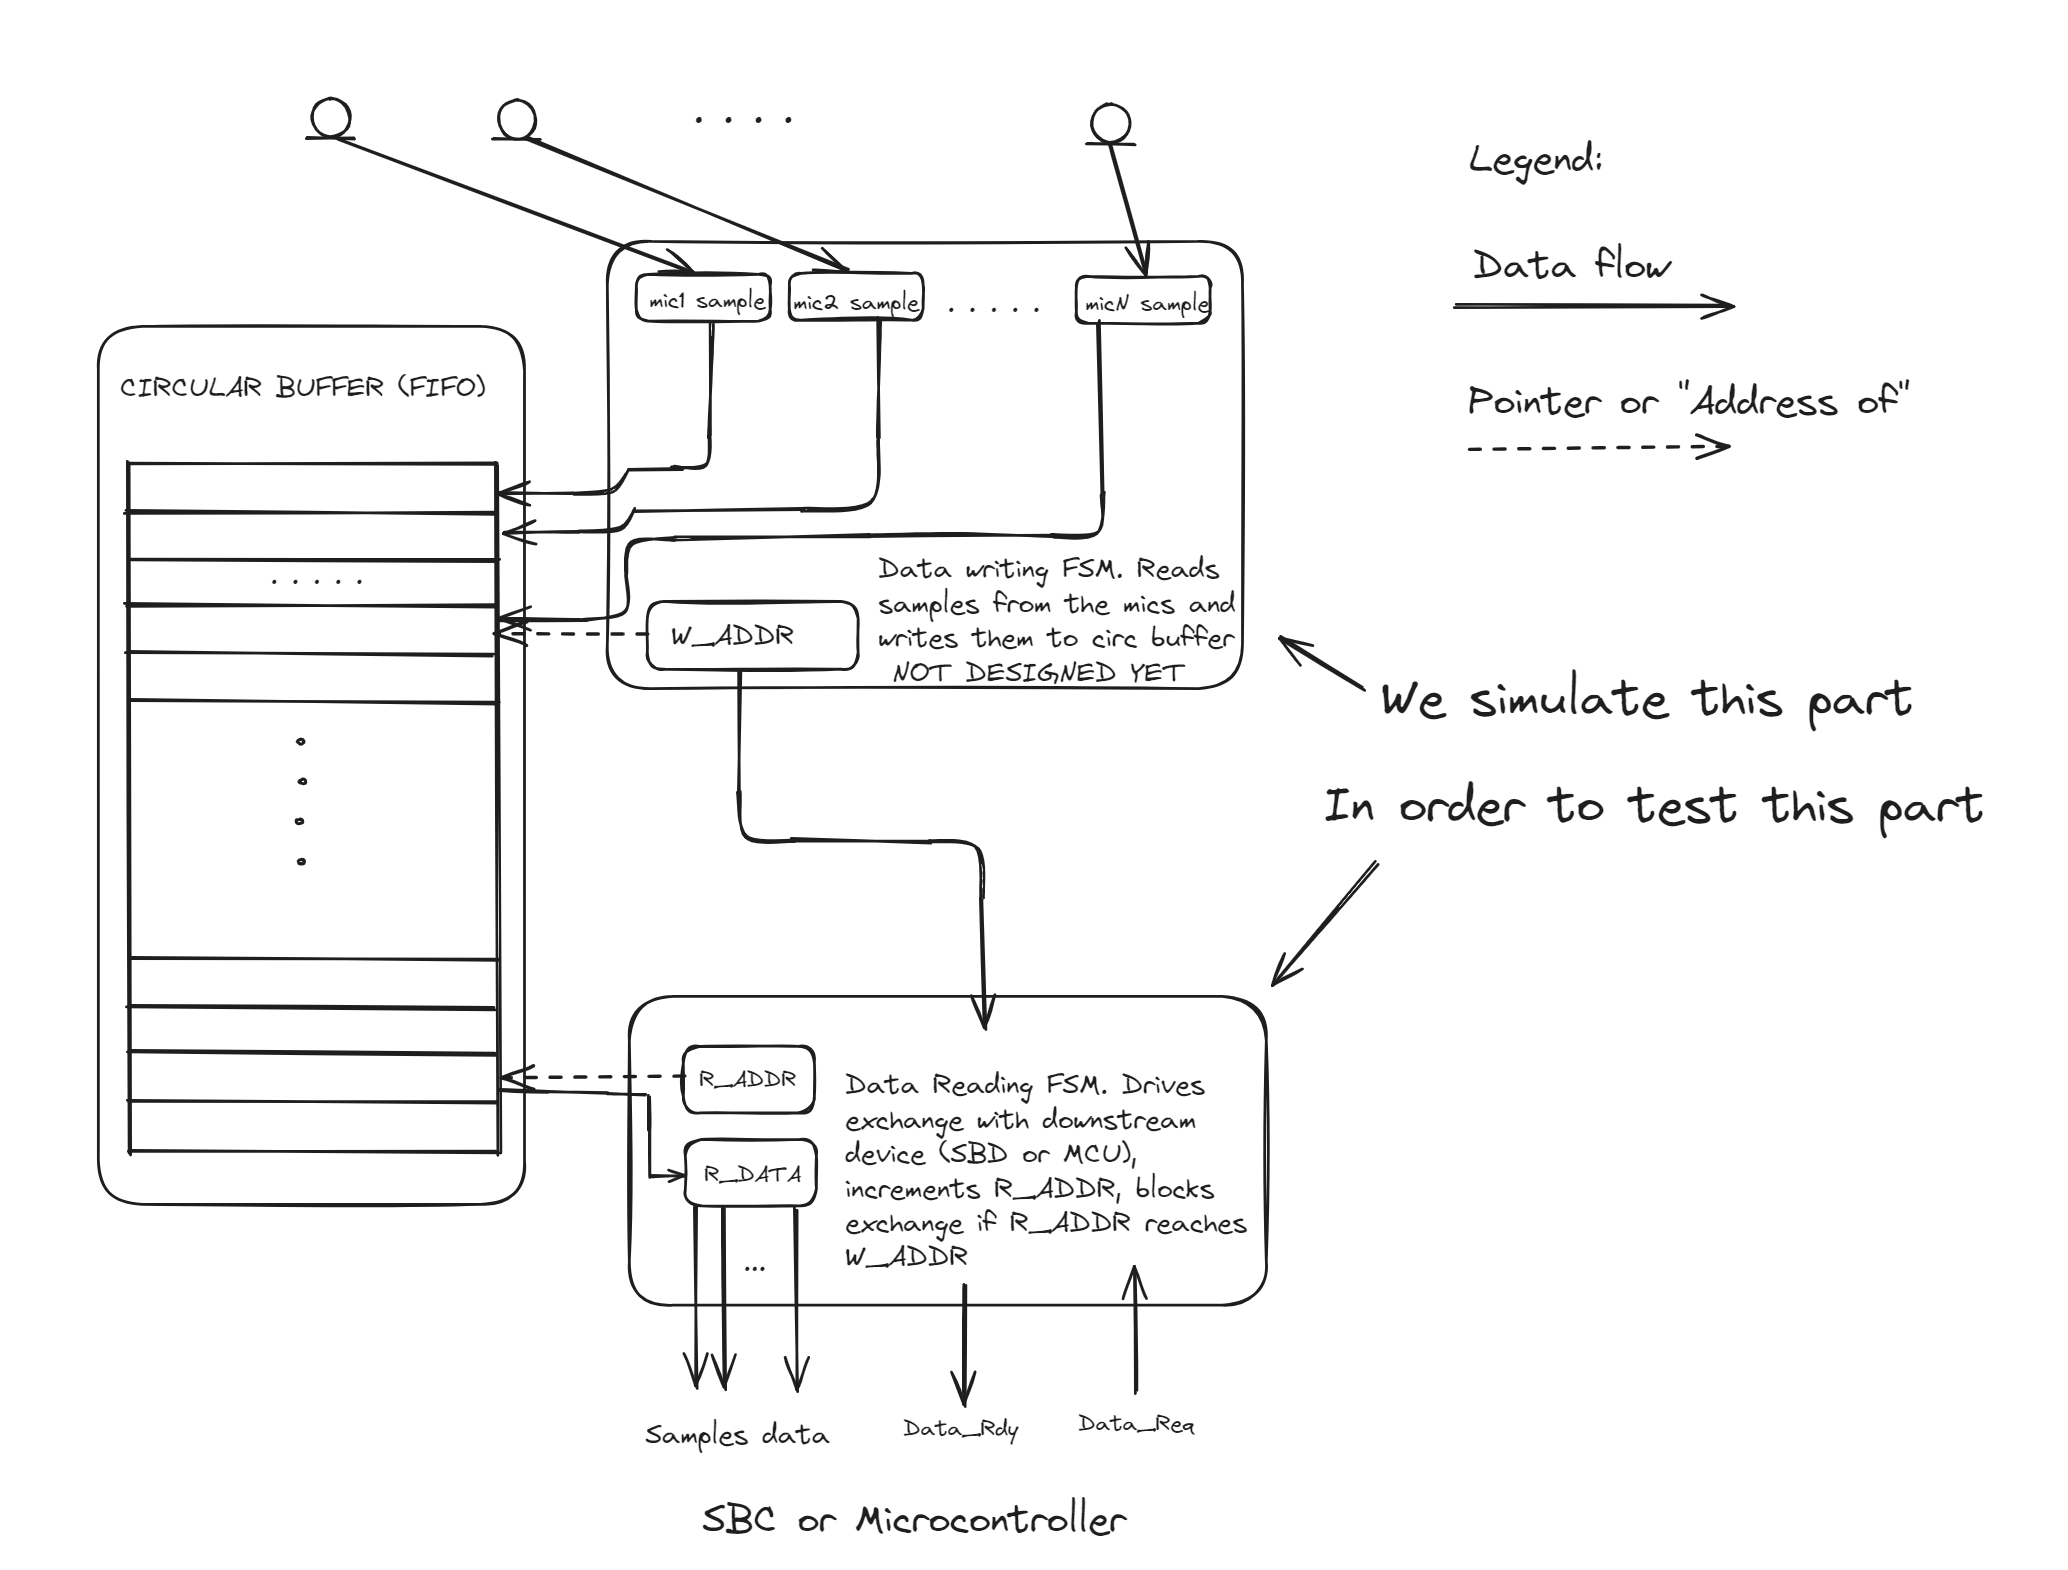 . . . .
Legend:
Data flow
Pointer or "Address of"
mic1 sample
mic2 sample
. . . . .
micN sample
CIRCULAR BUFFER (FIFO)
. . . . .
Data writing FSM. Reads
samples from the mics and
writes them to circ buffer
NOT DESIGNED YET
W_ADDR
We simulate this part
In order to test this part
R_ADDR
R_DATA
Data Reading FSM. Drives
exchange with downstream
device (SBD or MCU),
increments R_ADDR, blocks
exchange if R_ADDR reaches
W_ADDR
...
Samples data
Data_Rdy
Data_Req
SBC or Microcontroller